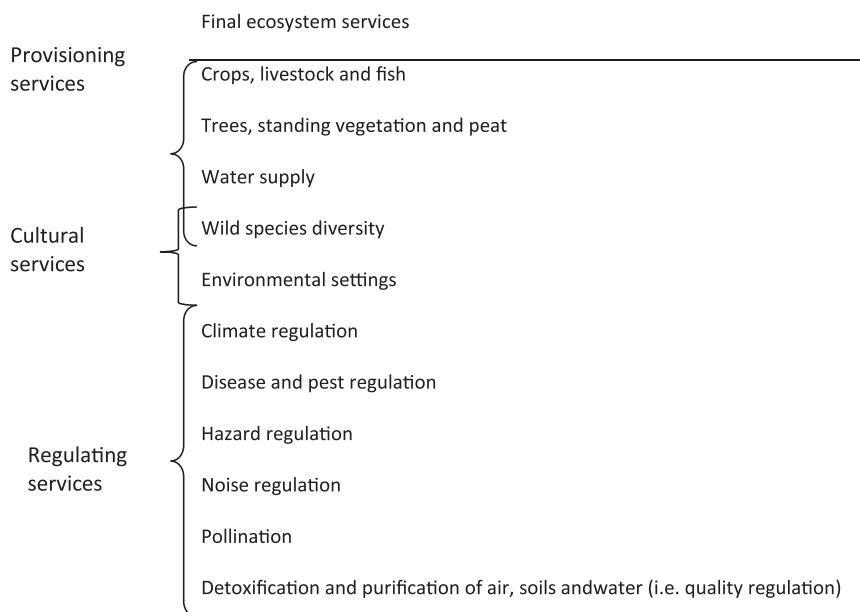 Final ecosystem services
Provisioning
services
Crops, livestock and fish
Trees, standing vegetation and peat
Water supply
Wild species diversity
Cultural
services
Environmental settings
Climate regulation
Disease and pest regulation
Hazard regulation
Regulating
services
Noise regulation
Pollination
Detoxification and purification of air, soils andwater (i.e. quality regulation)